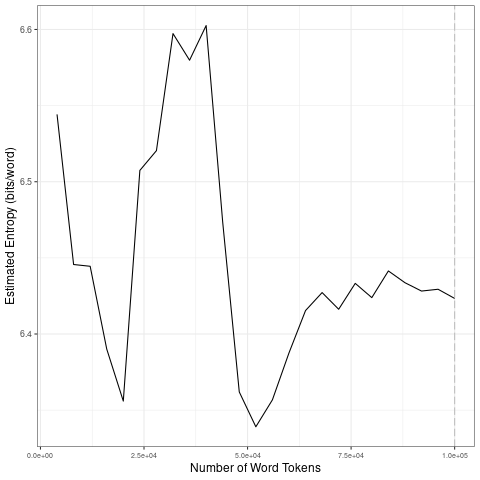 6.6
6.5
6.4
Estimated Entropy (bits/word)
0.0e+00 2.5e+04 5.0e+04 7.5e+04 1.0e+05
Number of Word Tokens